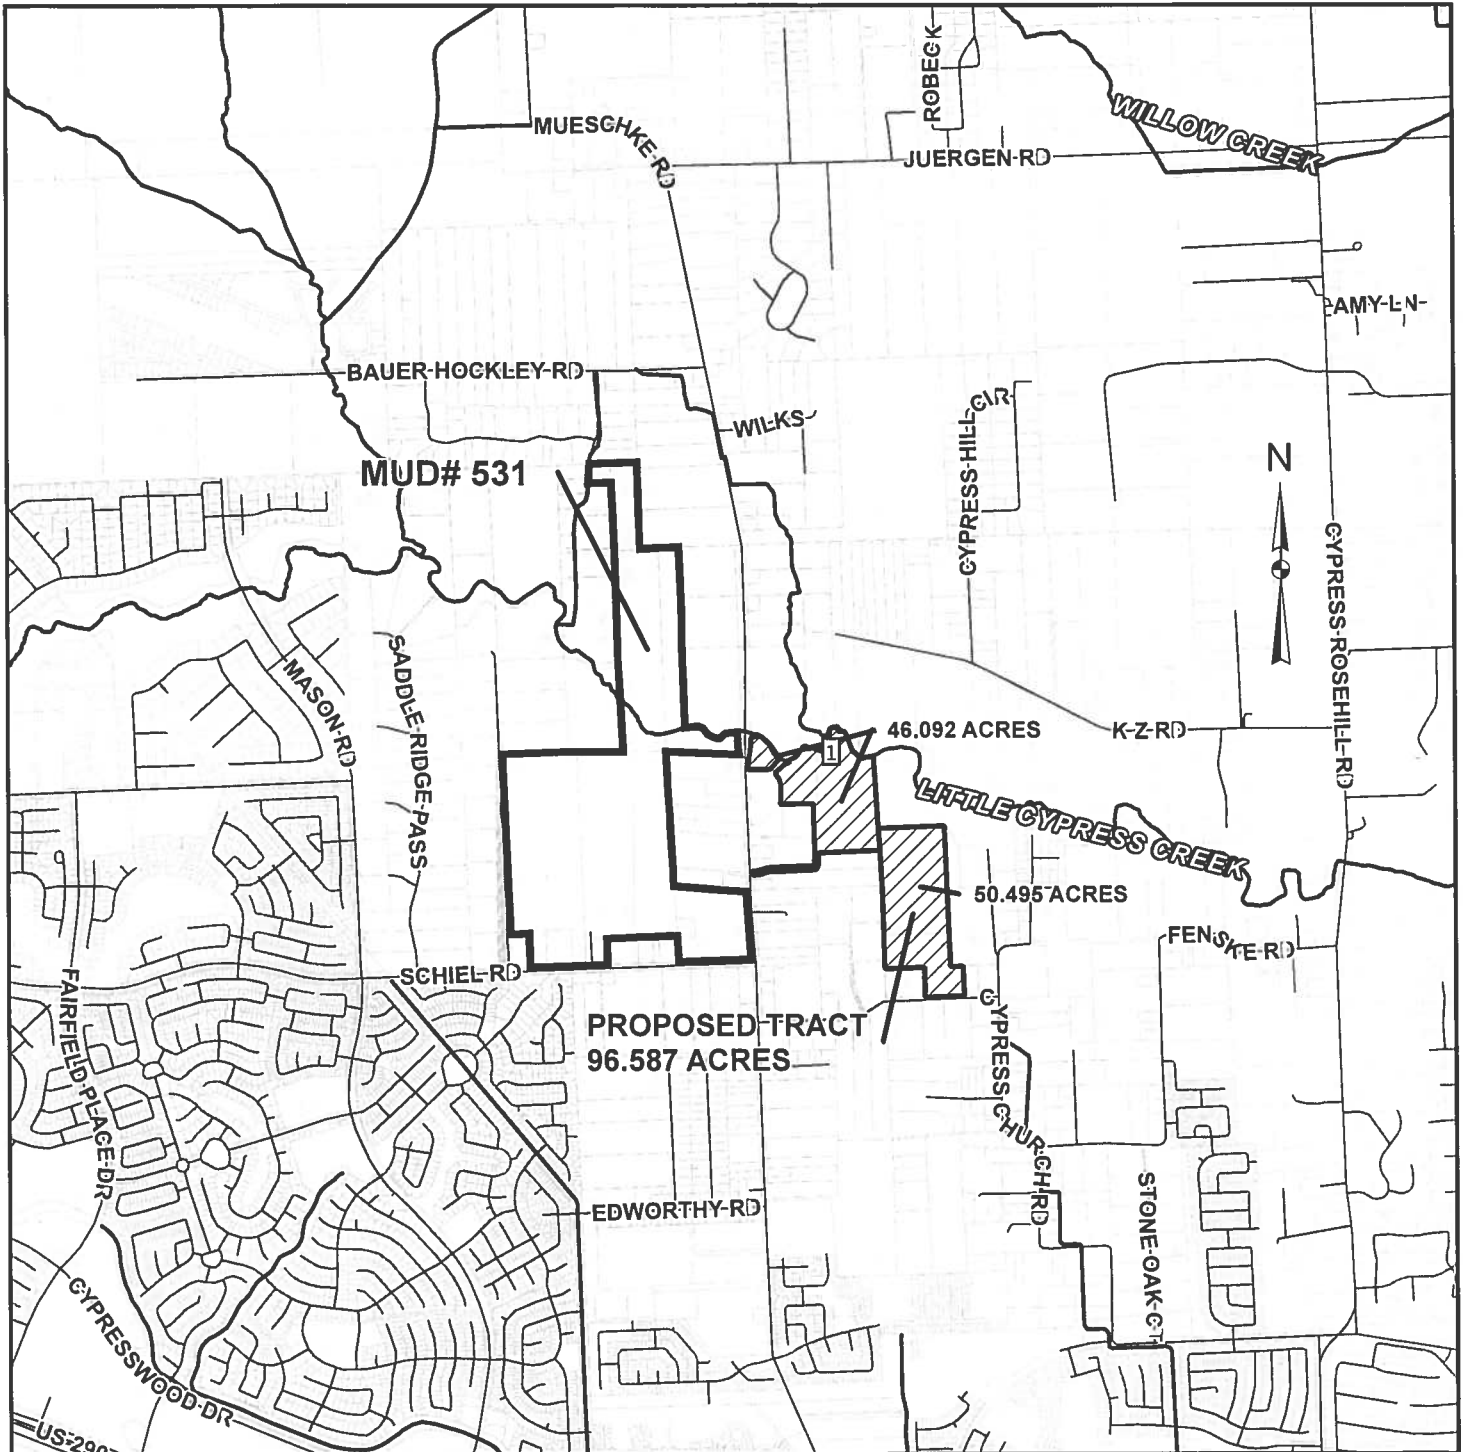 ROBECK
WILLOW CREEK
MUESCHKE-RD
JUERGEN-RD
AMY-LN-
BAUER-HOCKLEY-RD
CYPRESS-HILL-CIR
WILKS
MUD# 531
N
CYPRESS-ROSEHILL-RD
SADDLE-RIDGE-PASS
MASON-RD
46.092 ACRES
K-Z-RD
1
LITTLE CYPRESS CREEK
50.495 ACRES
FENSKE-RD
SCHIEL-RD
FAIRFIELD-PLACE-DR
PROPOSED-TRACT
96.587 ACRES
CYPRESS-CHURCH-RD
EDWORTHY-RD
STONE-OAK-CT
CYPRESSWOOD-DR
US-290